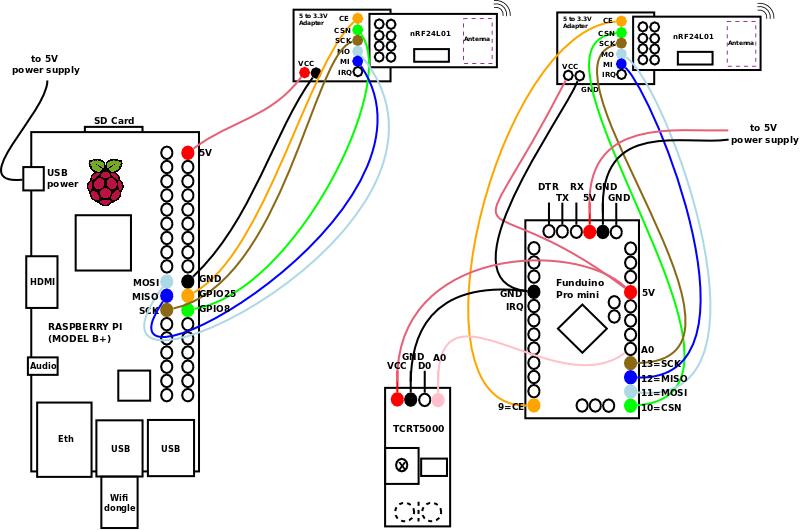 to 5V
power supply
SD Card
USB
power
5V
HDMI
MOSI
MISO
SCK
GND
GPIO25
GPIO8
RASPBERRY PI
(MODEL B+)
Audio
Eth
USB
USB
Wifi
dongle
5 to 3.3V
Adapter
CE
CSN
SCK
MO
MI
IRQ
VCC
nRF24L01
Antema
5 to 3.3V
Adapter
CE
CSN
SCK
MO
MI
IRQ
VCC
GND
nRF24L01
Antema
to 5V
power supply
DTR
RX
GND
TX
5V
GND
Funduino
Pro mini
GND
IRQ
5V
A0
13=SCK
12=MISO
11=MOSI
10=CSN
9=CE
GND
A0
VCC
D0
TCRT5000